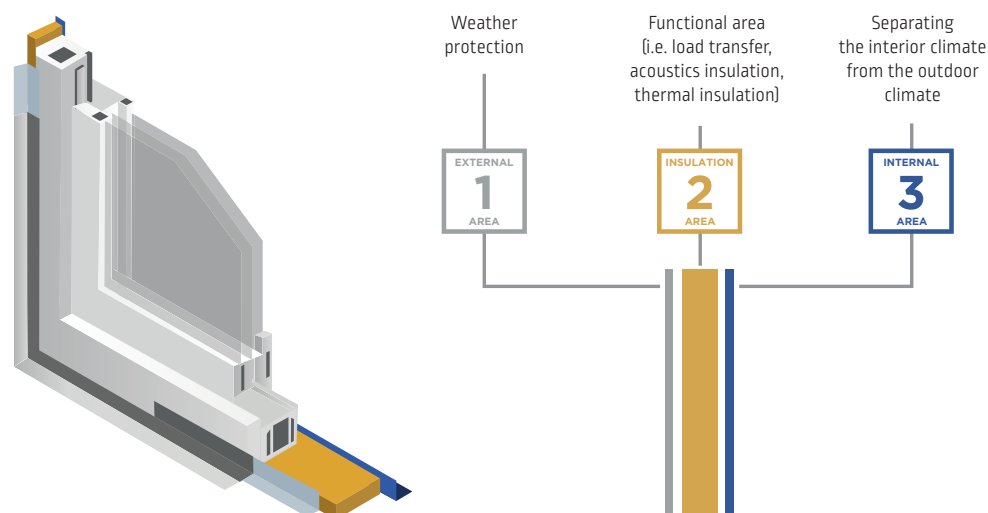 Weather
protection
Functional area
(i.e. load transfer,
acoustics insulation,
thermal insulation)
Separating
the interior climate
from the outdoor
climate
EXTERNAL
1
AREA
INSULATION
2
AREA
INTERNAL
3
AREA